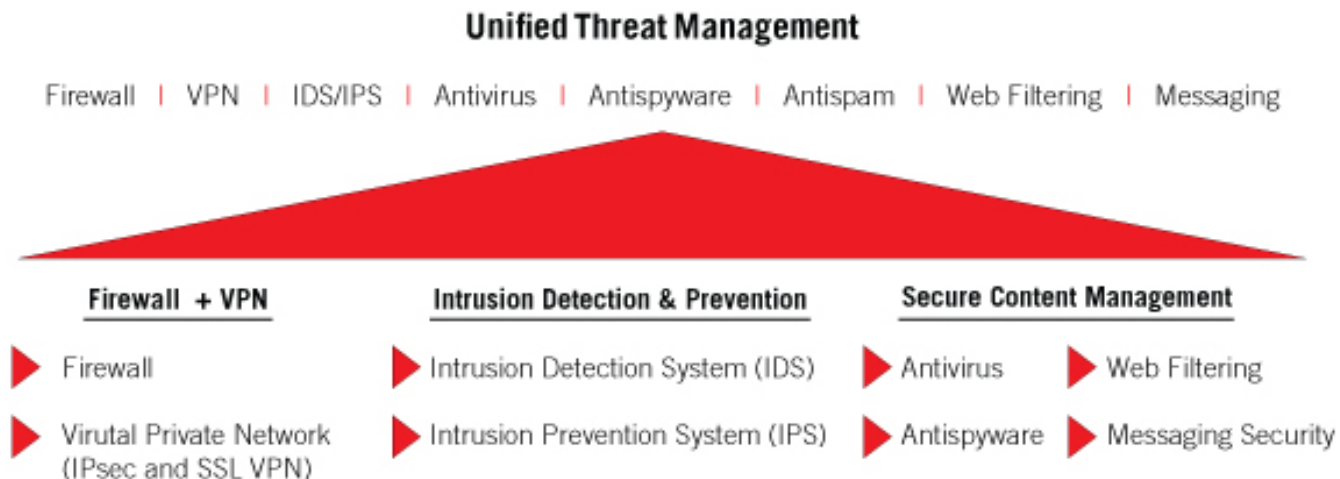 Unified Threat Management
Firewall | VPN | IDS/IPS | Antivirus | Antispyware | Antispam | Web Filtering | Messaging
Firewall + VPN
Firewall
Virutal Private Network
(IPsec and SSL VPN)
Intrusion Detection & Prevention
Intrusion Detection System (IDS)
Intrusion Prevention System (IPS)
Secure Content Management
Antivirus
Antispyware
Web Filtering
Messaging Security